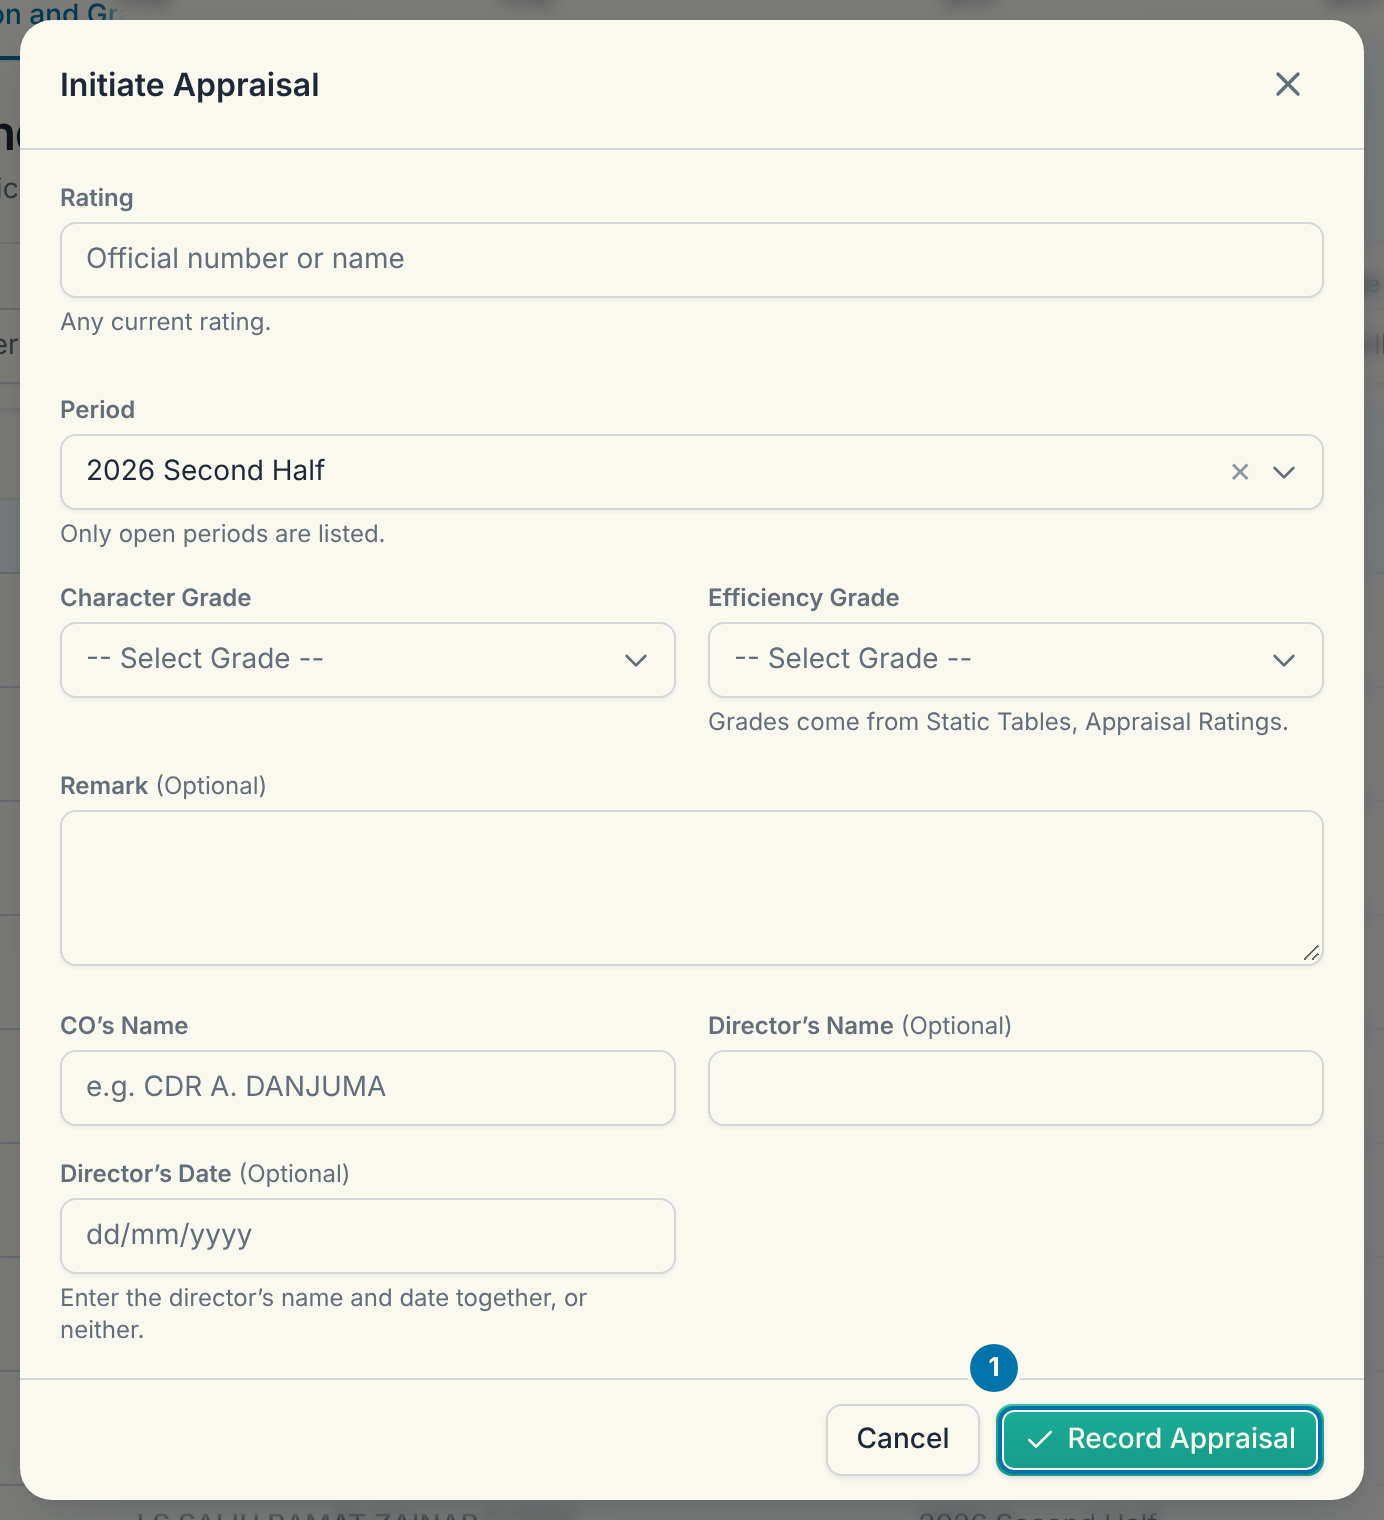 Initiate Appraisal
Rating
Official number or name
Any current rating.
Period
2026 Second Half
Only open periods are listed.
Character Grade
Efficiency Grade
-- Select Grade --
-- Select Grade --
Grades come from Static Tables, Appraisal Ratings.
Remark (Optional)
CO’s Name
Director’s Name (Optional)
e.g. CDR A. DANJUMA
Director’s Date (Optional)
dd/mm/yyyy
Enter the director’s name and date together, or
neither.
1
Cancel
Record Appraisal